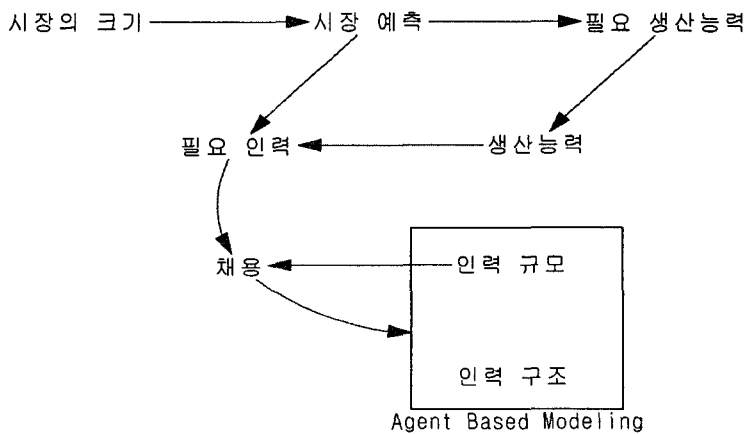 시장의 크기 시장 예측 필요 생산능력
필요 인력 생산능력
채용 인력 규모
인력 구조
Agent Based Modeling